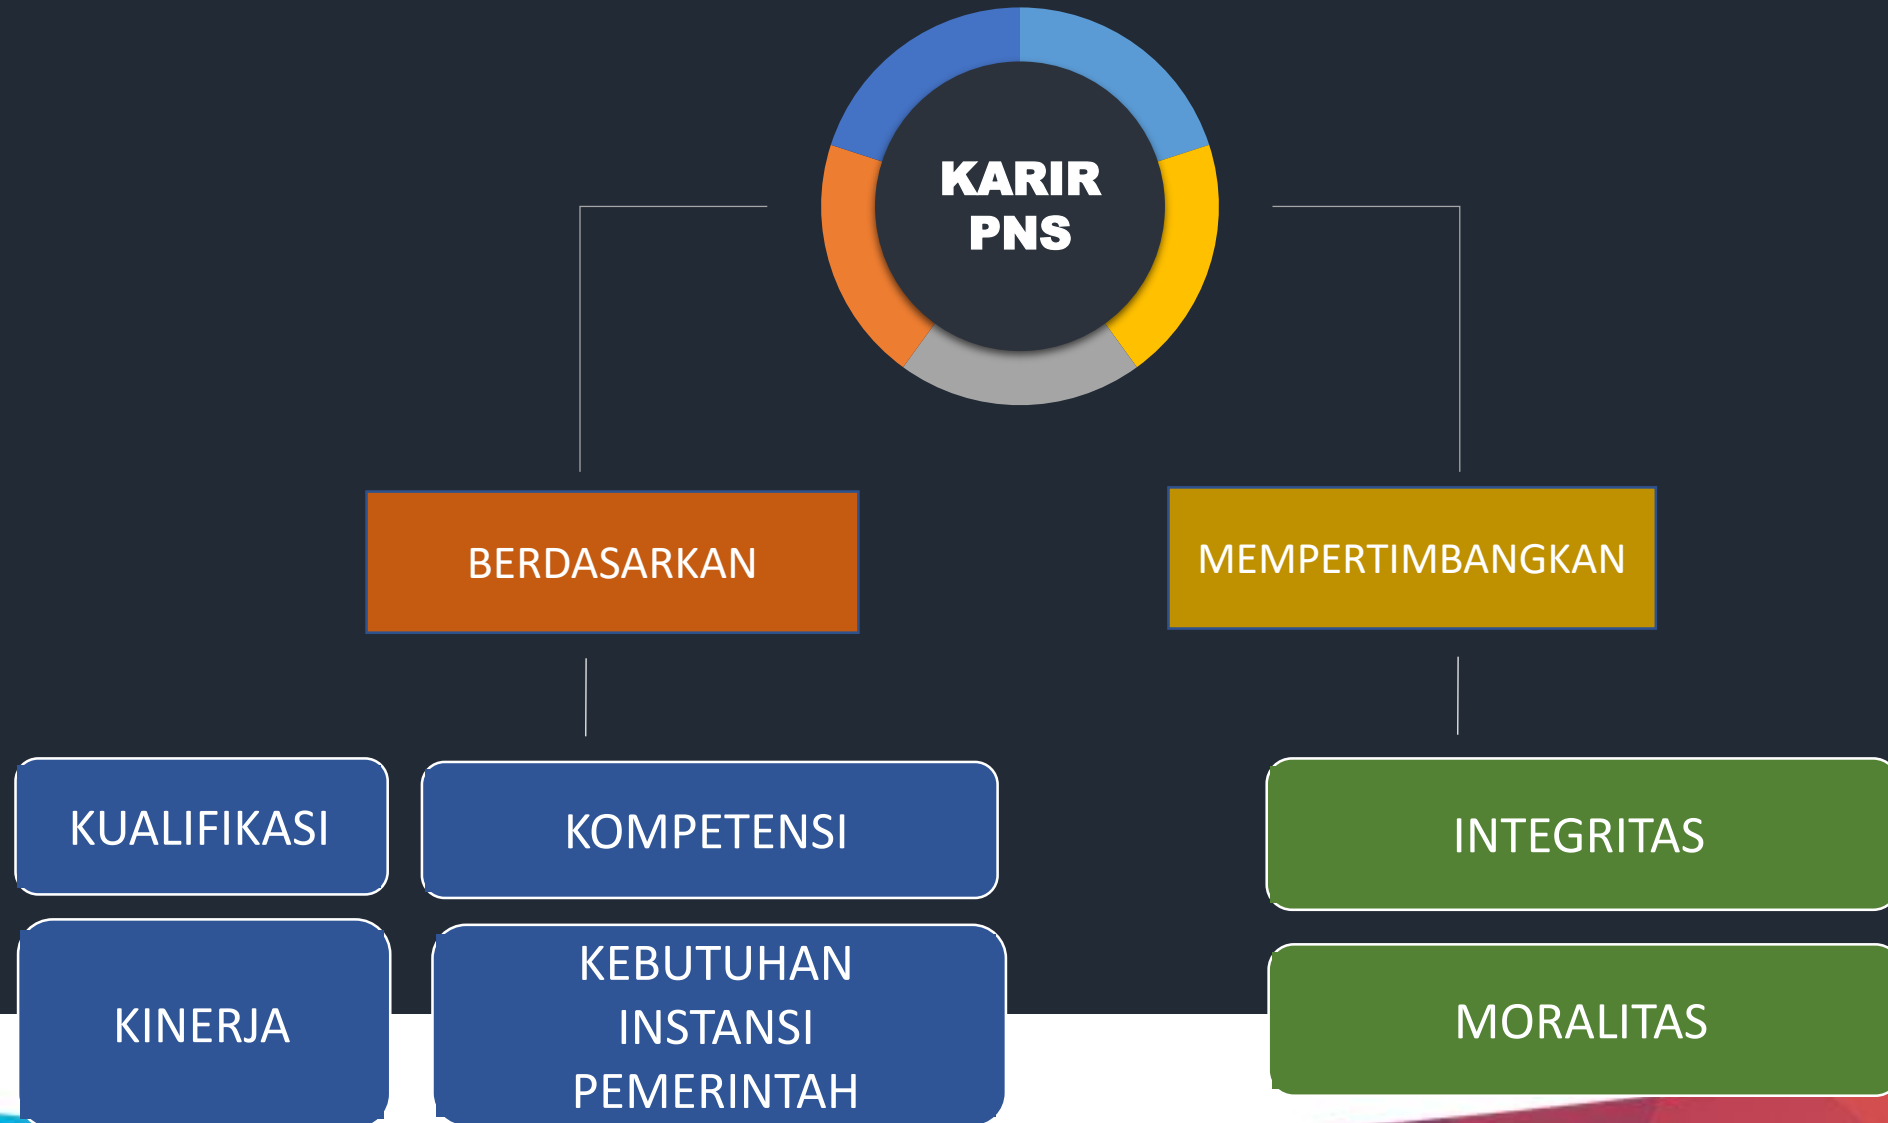 KARIR
PNS
BERDASARKAN
MEMPERTIMBANGKAN
KUALIFIKASI
KOMPETENSI
INTEGRITAS
KINERJA
KEBUTUHAN
INSTANSI
PEMERINTAH
MORALITAS